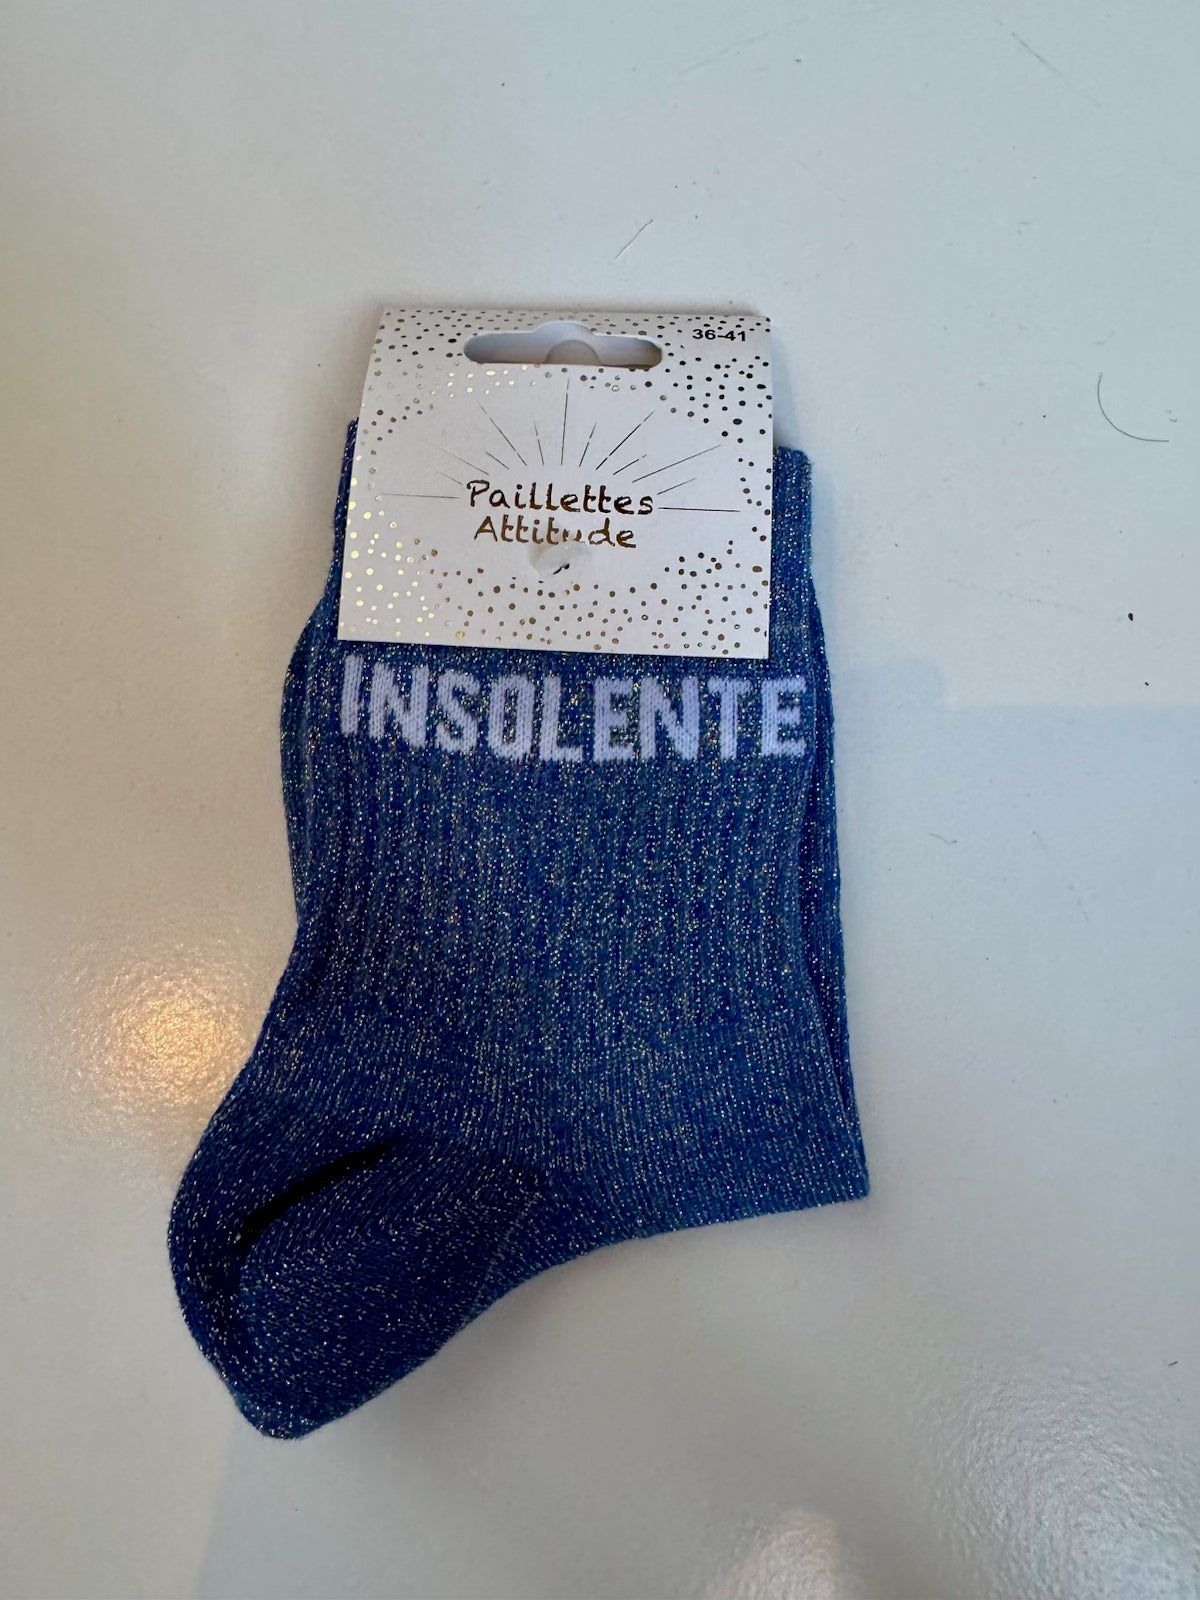 36-41
Paillettes
Attitude
INSOLENTE